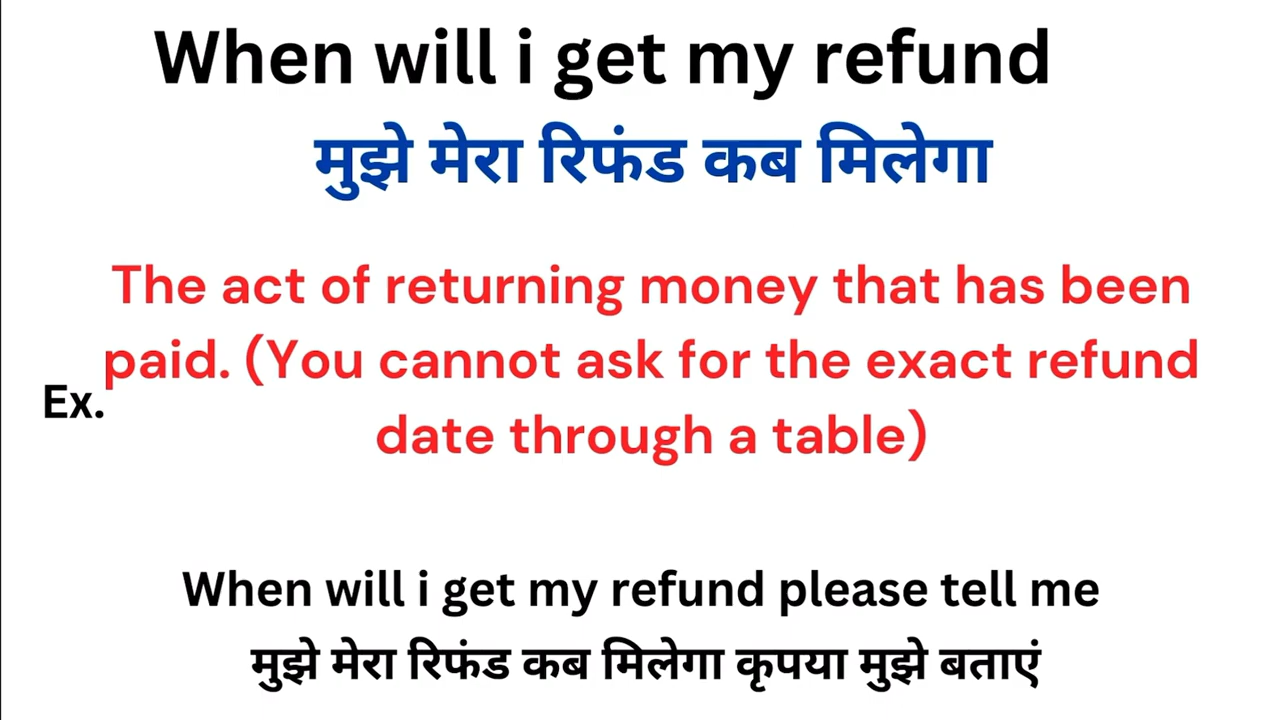 When will i get my refund
मुझे मेरा रिफंड कब मिलेगा
The act of returning money that has been
paid. (You cannot ask for the exact refund
Ex.
date through a table)
When will i get my refund please tell me
मुझे मेरा रिफंड कब मिलेगा कृपया मुझे बताएं